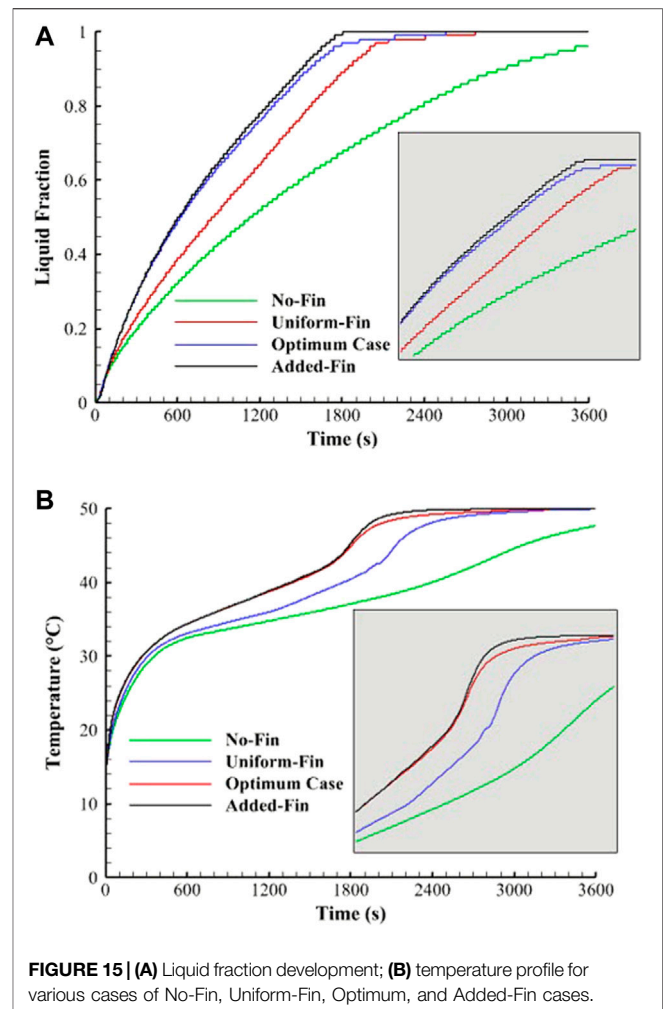 A
1
0.8
0.6
0.4
0.2
0
Liquid Fraction
No-Fin
Uniform-Fin
Optimum Case
Added-Fin
0 600 1200 1800 2400 3000 3600
Time (s)
B
50
40
30
20
10
0
Temperature (°C)
No-Fin
Uniform-Fin
Optimum Case
Added-Fin
0 600 1200 1800 2400 3000 3600
Time (s)
FIGURE 15 | (A) Liquid fraction development; (B) temperature profile for
various cases of No-Fin, Uniform-Fin, Optimum, and Added-Fin cases.